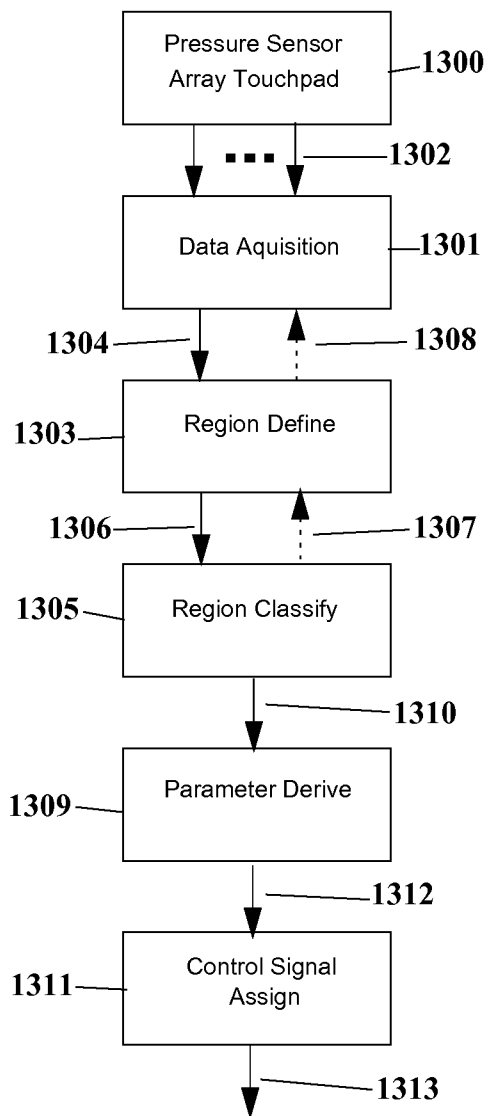 Pressure Sensor
Array Touchpad
1300
1302
Data Aquisition
1301
1304
1308
Region Define
1303
1306
1307
Region Classify
1305
1310
Parameter Derive
1309
1312
Control Signal
Assign
1311
1313